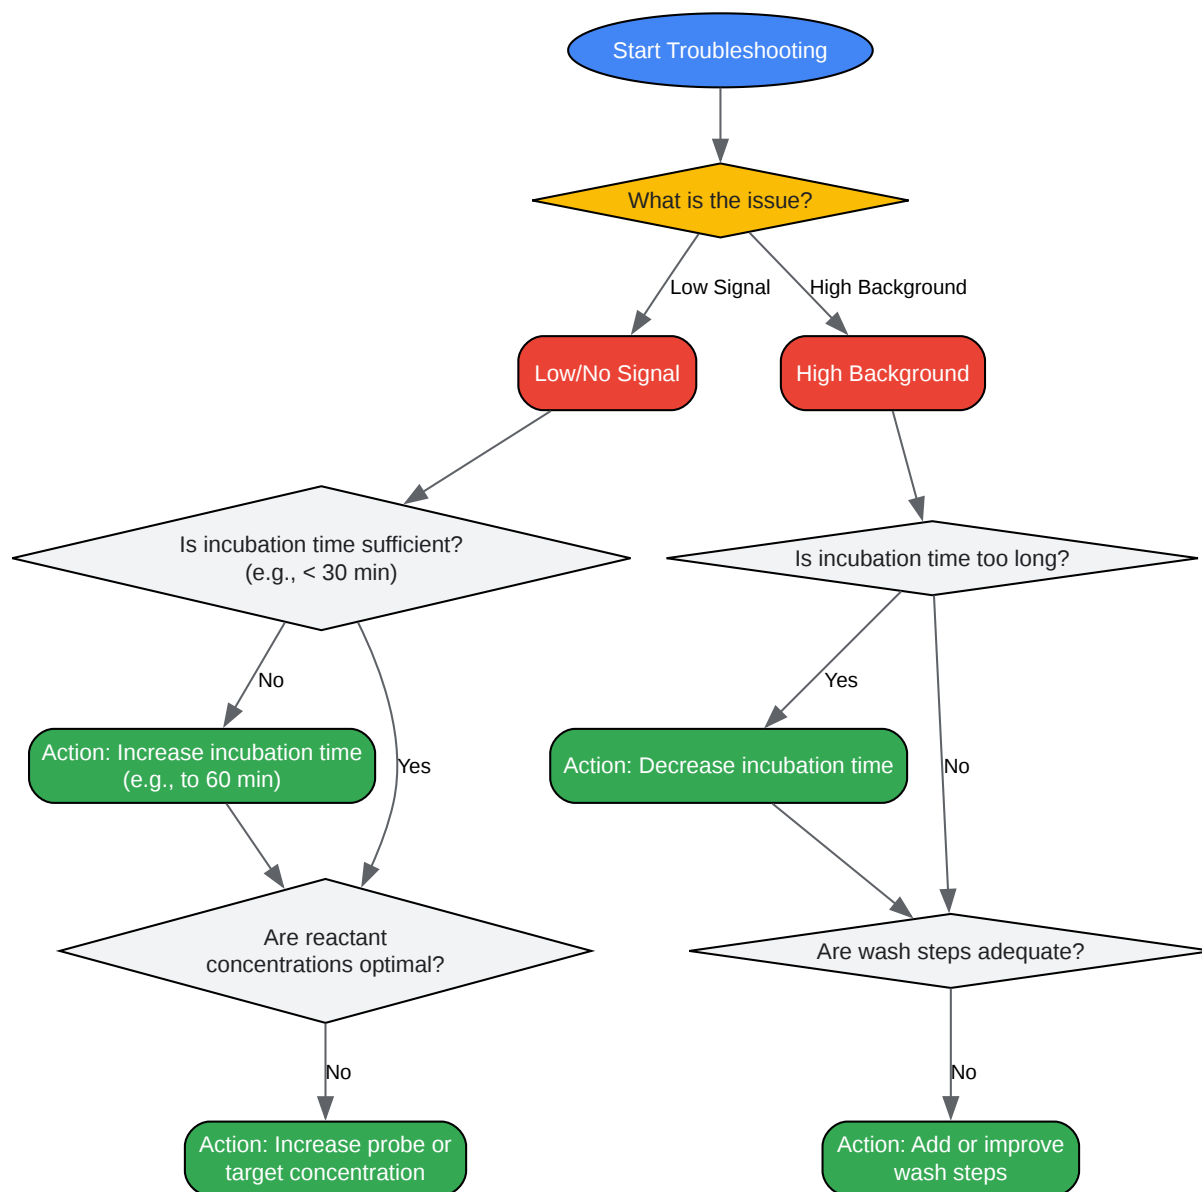 Start Troubleshooting
What is the issue?
Low Signal
High Background
Low/No Signal
High Background
Is incubation time sufficient?
(e.g., < 30 min)
Is incubation time too long?
No
Yes
Action: Increase incubation time
(e.g., to 60 min)
Yes
Action: Decrease incubation time
No
Are reactant
concentrations optimal?
Are wash steps adequate?
No
No
Action: Increase probe or
target concentration
Action: Add or improve
wash steps